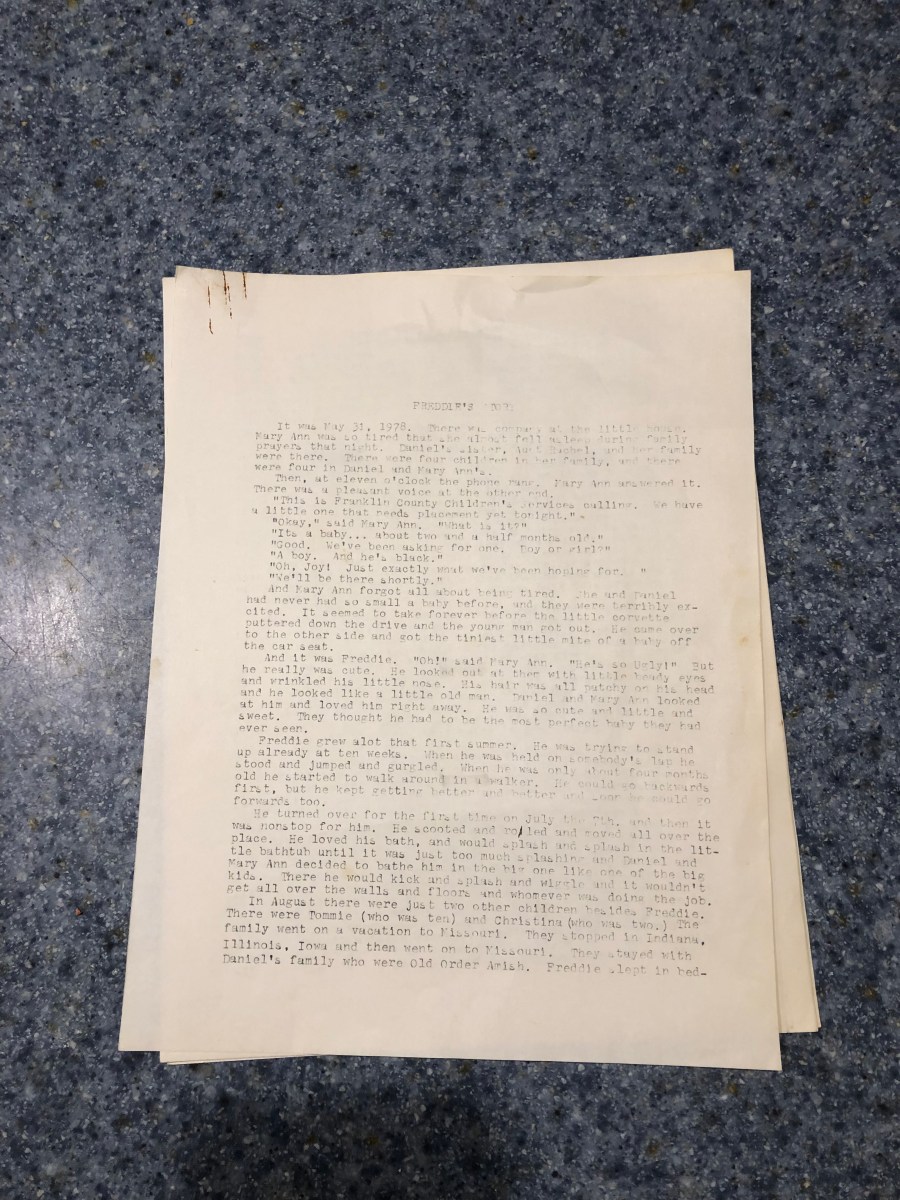 FREDDIE'S
It was May 31, 1978. There was company at the little house.
Mary Ann was so tired that she almost fell asleep during family
prayers that night. Daniel's sister, Aunt Rachel, and her family
were there. There were four children in her family, and there
were four in Daniel and Mary Ann's.
Then, at eleven o'clock the phone rang. Mary Ann answered it.
There was a pleasant voice at the other end.
"This is Franklin County Children's Services calling. We have
a little one that needs placement yet tonight."
"Okay," said Mary Ann. "What is it?"
"Its a baby... about two and a half months old."
"Good. We've been asking for one. Boy or girl?"
"A boy. And he's black."
"Oh, Joy! Just exactly what we've been hoping for. "
"We'll be there shortly."
And Mary Ann forgot all about being tired. She and Daniel
had never had so small a baby before, and they were terribly ex-
cited. It seemed to take forever before the little corvette
puttered down the drive and the young man got out. He came over
to the other side and got the tiniest little mite of a baby off
the car seat.
And it was Freddie. "Oh!" said Mary Ann. "He's so Ugly!" But
he really was cute. He looked out at them with little beady eyes
and wrinkled his little nose. His hair was all patchy on his head
and he looked like a little old man. Daniel and Mary Ann looked
at him and loved him right away. He was so cute and little and
sweet. They thought he had to be the most perfect baby they had
ever seen.
Freddie grew alot that first summer. He was trying to stand
up already at ten weeks. When he was held on somebody's lap he
stood and jumped and gurgled. When he was only about four months
old he started to walk around in a walker. He could go backwards
first, but he kept getting better and better and soon he could go
forwards too.
He turned over for the first time on July the 7th. and then it
was nonstop for him. He scooted and rolled and moved all over the
place. He loved his bath, and would splash and splash in the lit-
tle bathtub until it was just too much splashing and Daniel and
Mary Ann decided to bathe him in the big one like one of the big
kids. There he would kick and splash and wiggle and it wouldn't
get all over the walls and floors and whomever was doing the job.
In August there were just two other children besides Freddie.
There were Tommie (who was ten) and Christina (who was two.) The
family went on a vacation to Missouri. They stopped in Indiana,
Illinois, Iowa and then went on to Missouri. They stayed with
Daniel's family who were Old Order Amish. Freddie slept in bed-